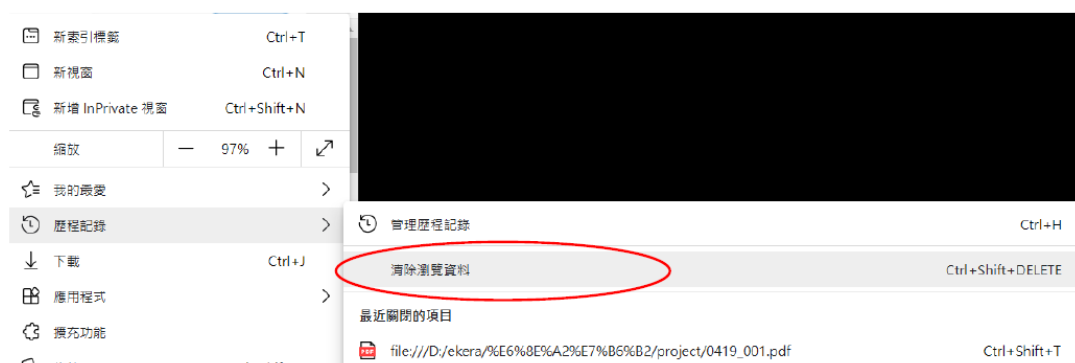 新索引標籤 Ctrl+T
新視窗 Ctrl+N
新增 InPrivate 視窗 Ctrl+Shift+N
縮放 — 97% +
我的最愛
歷程記錄
管理歷程記錄 Ctrl+H
下載 Ctrl+J
清除瀏覽資料 Ctrl+Shift+DELETE
應用程式
最近關閉的項目
擴充功能
file:///D:/ekera/%E6%8E%A2%E7%B6%B2/project/0419_001.pdf Ctrl+Shift+T